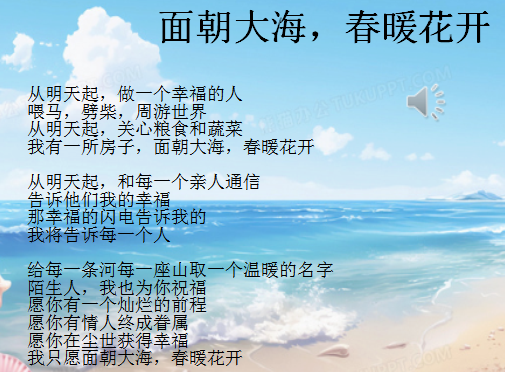 面朝大海，春暖花开
从明天起，做一个幸福的人
喂马，劈柴，周游世界
从明天起，关心粮食和蔬菜
我有一所房子，面朝大海，春暖花开
从明天起，和每一个亲人通信
告诉他们我的幸福
那幸福的闪电告诉我的
我将告诉每一个人
给每一条河每一座山取一个温暖的名字
陌生人，我也为你祝福
愿你有一个灿烂的前程
愿你有情人终成眷属
愿你在尘世获得幸福
我只愿面朝大海，春暖花开